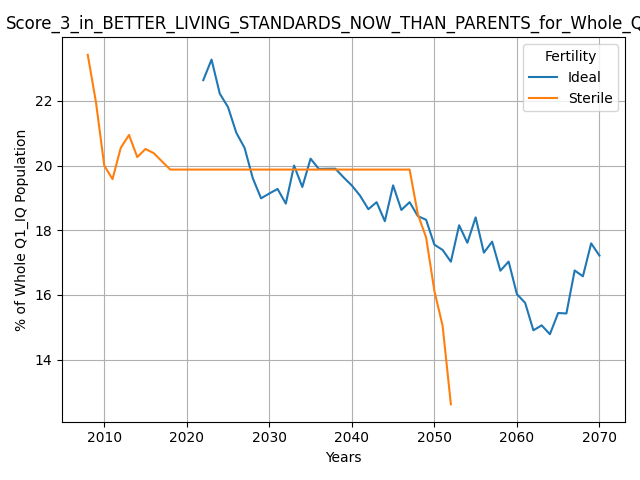 Score_3_in_BETTER_LIVING_STANDARDS_NOW_THAN_PARENTS_for_Whole_Q
Fertility
Ideal
Sterile
% of Whole Q1_IQ Population
22
20
18
16
14
2010 2020 2030 2040 2050 2060 2070
Years